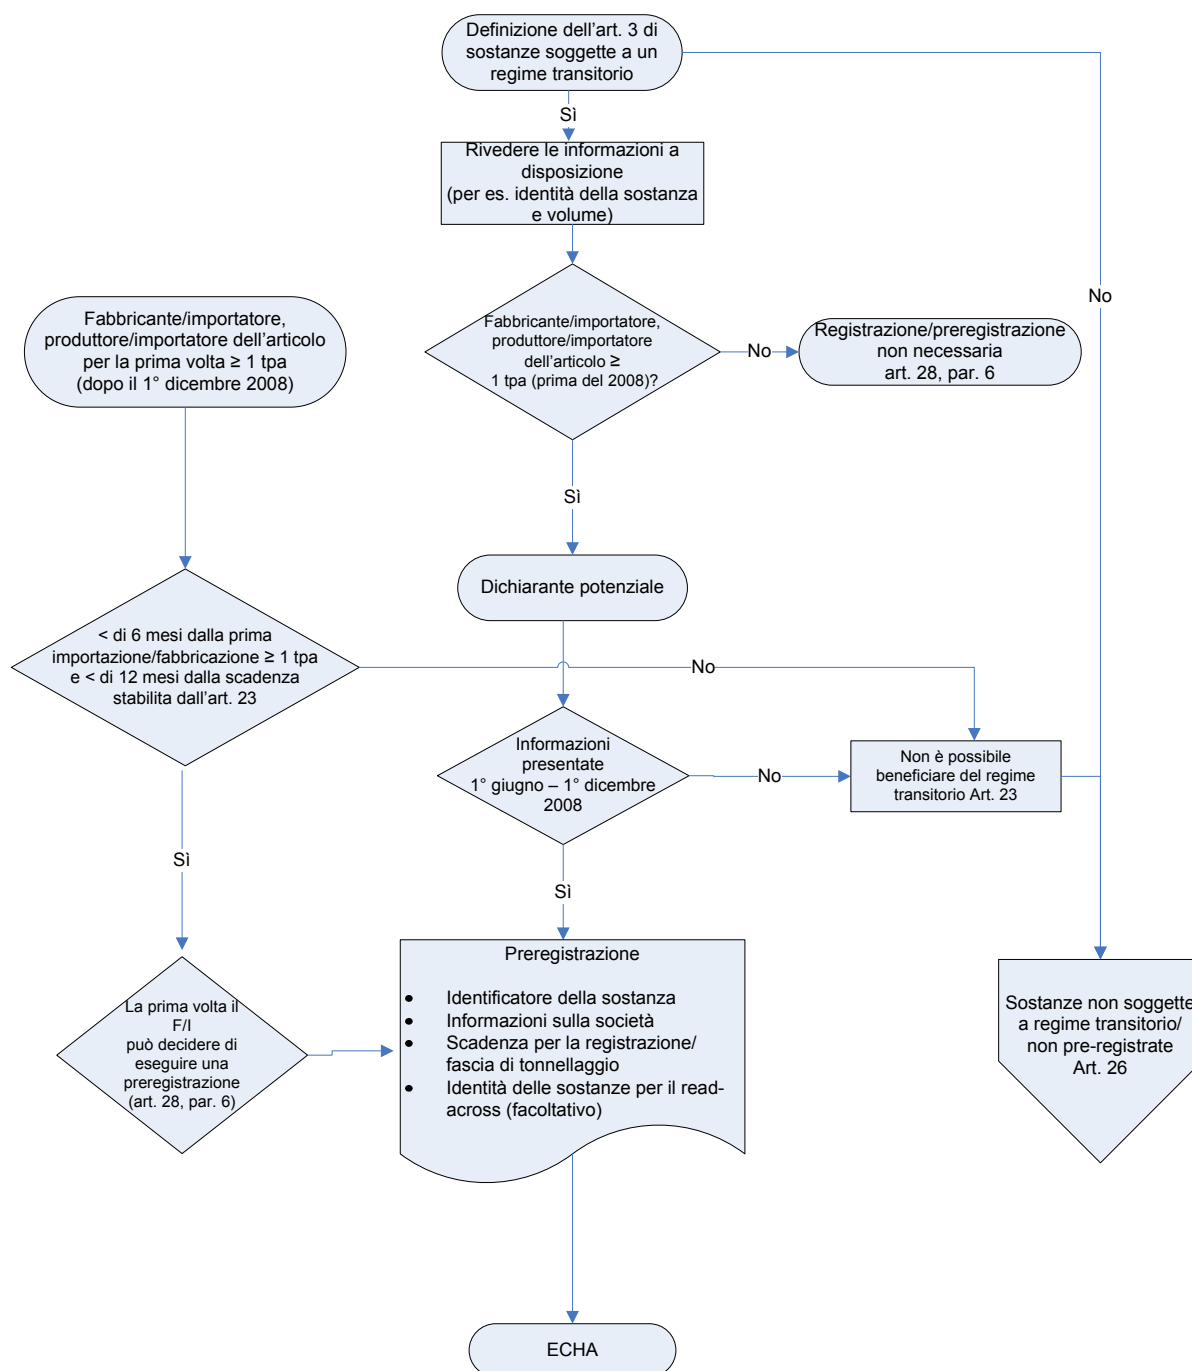 Definizione dell'art. 3 di
sostanze soggette a un
regime transitorio
Sì
Rivedere le informazioni a
disposizione
(per es. identità della sostanza
e volume)
No
Fabbricante/importatore,
produttore/importatore dell'articolo
per la prima volta ≥ 1 tpa
(dopo il 1° dicembre 2008)
Fabbricante/importatore,
produttore/importatore
dell'articolo ≥
1 tpa (prima del 2008)?
No
Registrazione/preregistrazione
non necessaria
art. 28, par. 6
Sì
Dichiarante potenziale
< di 6 mesi dalla prima
importazione/fabbricazione ≥ 1 tpa
e < di 12 mesi dalla scadenza
stabilita dall'art. 23
No
Informazioni
presentate
1° giugno – 1° dicembre
2008
No
Non è possibile
beneficiare del regime
transitorio Art. 23
Sì
Sì
La prima volta il
F/I
può decidere di
eseguire una
preregistrazione
(art. 28, par. 6)
Preregistrazione
• Identificatore della sostanza
• Informazioni sulla società
• Scadenza per la registrazione/
fascia di tonnellaggio
• Identità delle sostanze per il read-
across (facoltativo)
Sostanze non soggette
a regime transitorio/
non pre-registrate
Art. 26
ECHA